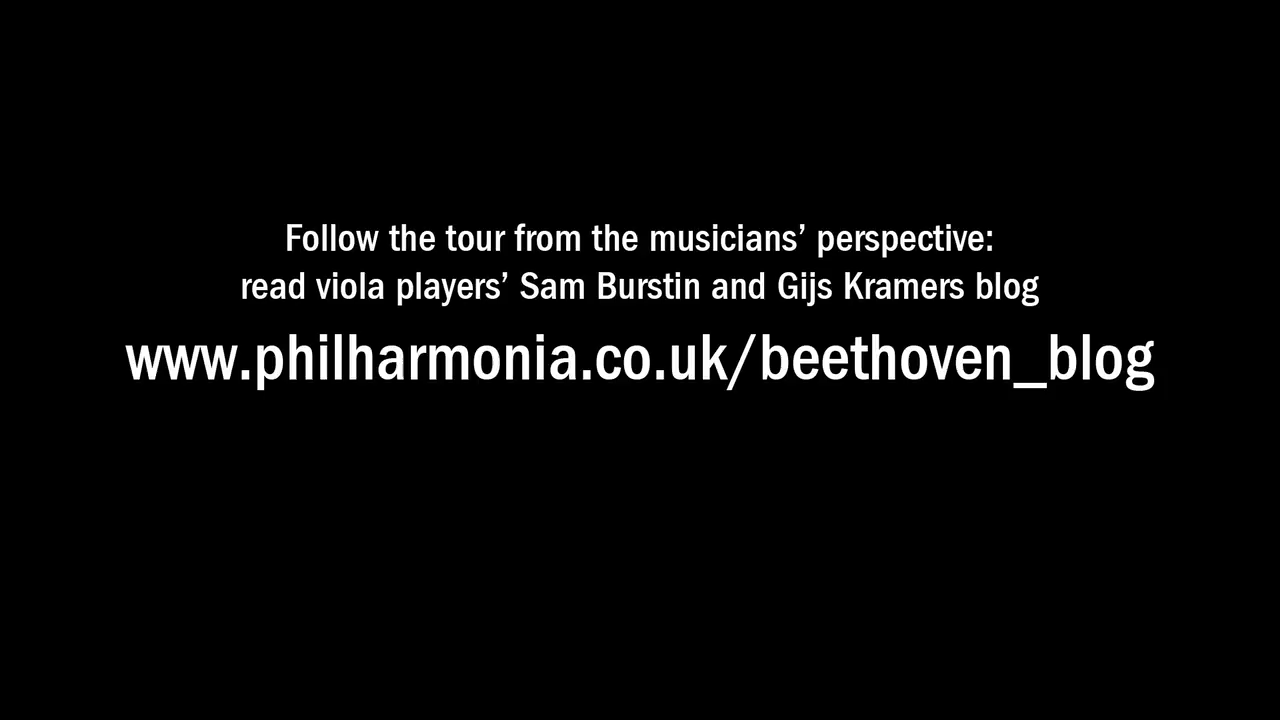 Follow the tour from the musicians’ perspective:
read viola players’ Sam Burstin and Gijs Kramers blog
www.philharmonia.co.uk/beethoven_blog